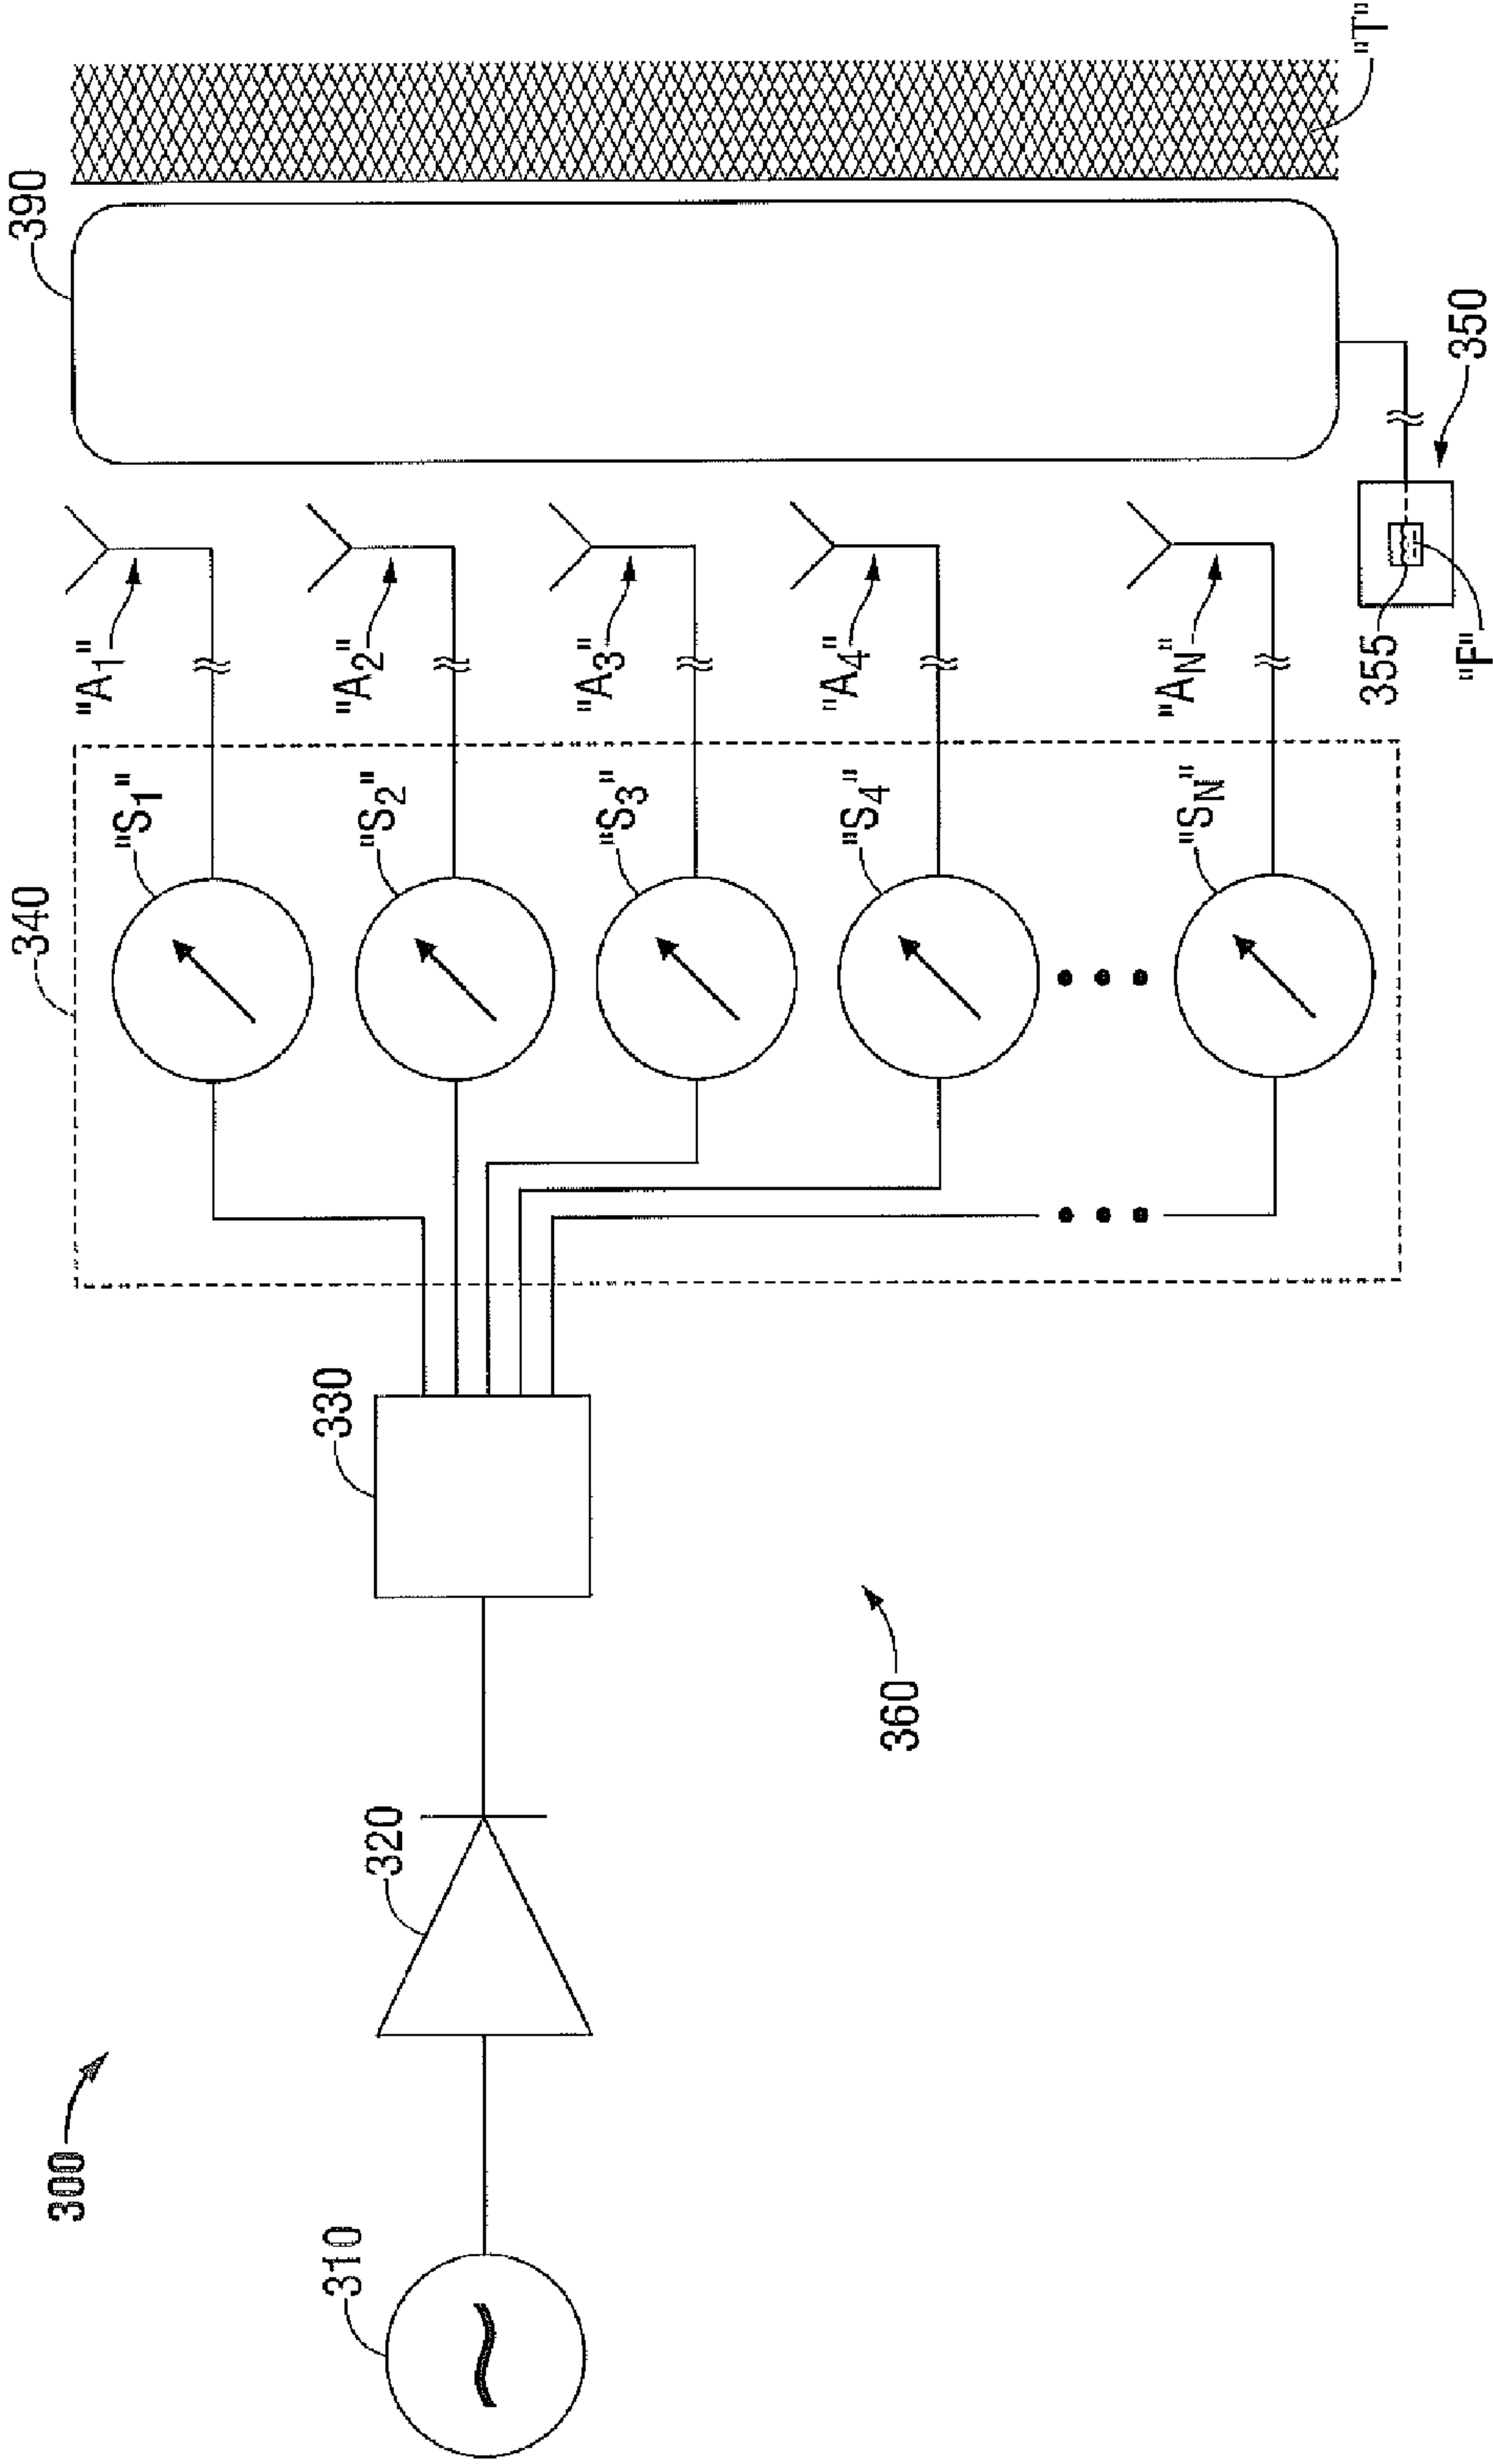 300
310
320
330
360
340
"S₁"
"S₂"
"S₃"
"S₄"
"Sₙ"
"A₁"
"A₂"
"A₃"
"A₄"
"Aₙ"
390
"T"
350
355
"F"